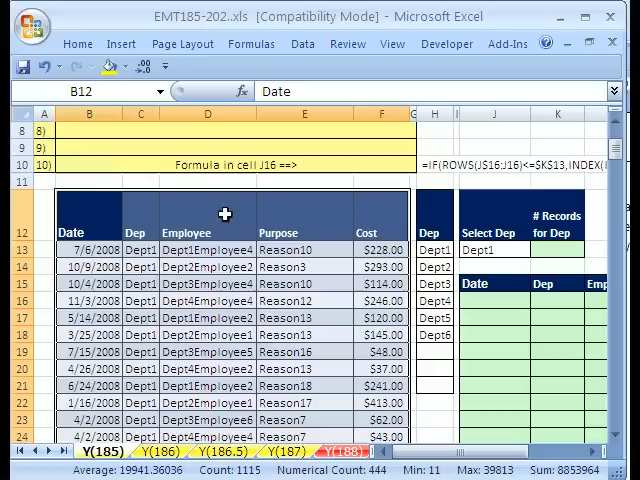 EMT185-202..xls [Compatibility Mode] - Microsoft Excel
Home Insert Page Layout Formulas Data Review View Developer Add-Ins
B12 fx Date
A B C D E F G H I J K
8 8)
9 9)
10 10) Formula in cell J16 ==> =IF(ROWS(J$16:J16)<=$K$13,INDEX(
11
# Records
12 Date Dep Employee Purpose Cost Dep Select Dep for Dep
13 7/6/2008 Dept1 Dept1Employee4 Reason10 $228.00 Dept1 Dept1
14 10/9/2008 Dept1 Dept1Employee2 Reason3 $293.00 Dept2
15 10/4/2008 Dept1 Dept3Employee4 Reason10 $114.00 Dept3 Date Dep Emp
16 11/3/2008 Dept1 Dept4Employee4 Reason12 $246.00 Dept4
17 5/14/2008 Dept1 Dept1Employee2 Reason13 $120.00 Dept5
18 3/25/2008 Dept1 Dept1Employee2 Reason13 $145.00 Dept6
19 7/15/2008 Dept1 Dept3Employee5 Reason16 $48.00
20 4/26/2008 Dept1 Dept4Employee2 Reason13 $37.00
21 6/24/2008 Dept1 Dept1Employee2 Reason18 $241.00
22 1/16/2008 Dept1 Dept2Employee2 Reason17 $413.00
23 4/2/2008 Dept1 Dept3Employee6 Reason7 $62.00
24 4/2/2008 Dept1 Dept4Employee4 Reason7 $43.00
Y(185) Y(186) Y(186.5) Y(187) Y(188)
Average: 19941.36036 Count: 1115 Numerical Count: 444 Min: 11 Max: 39813 Sum: 8853964